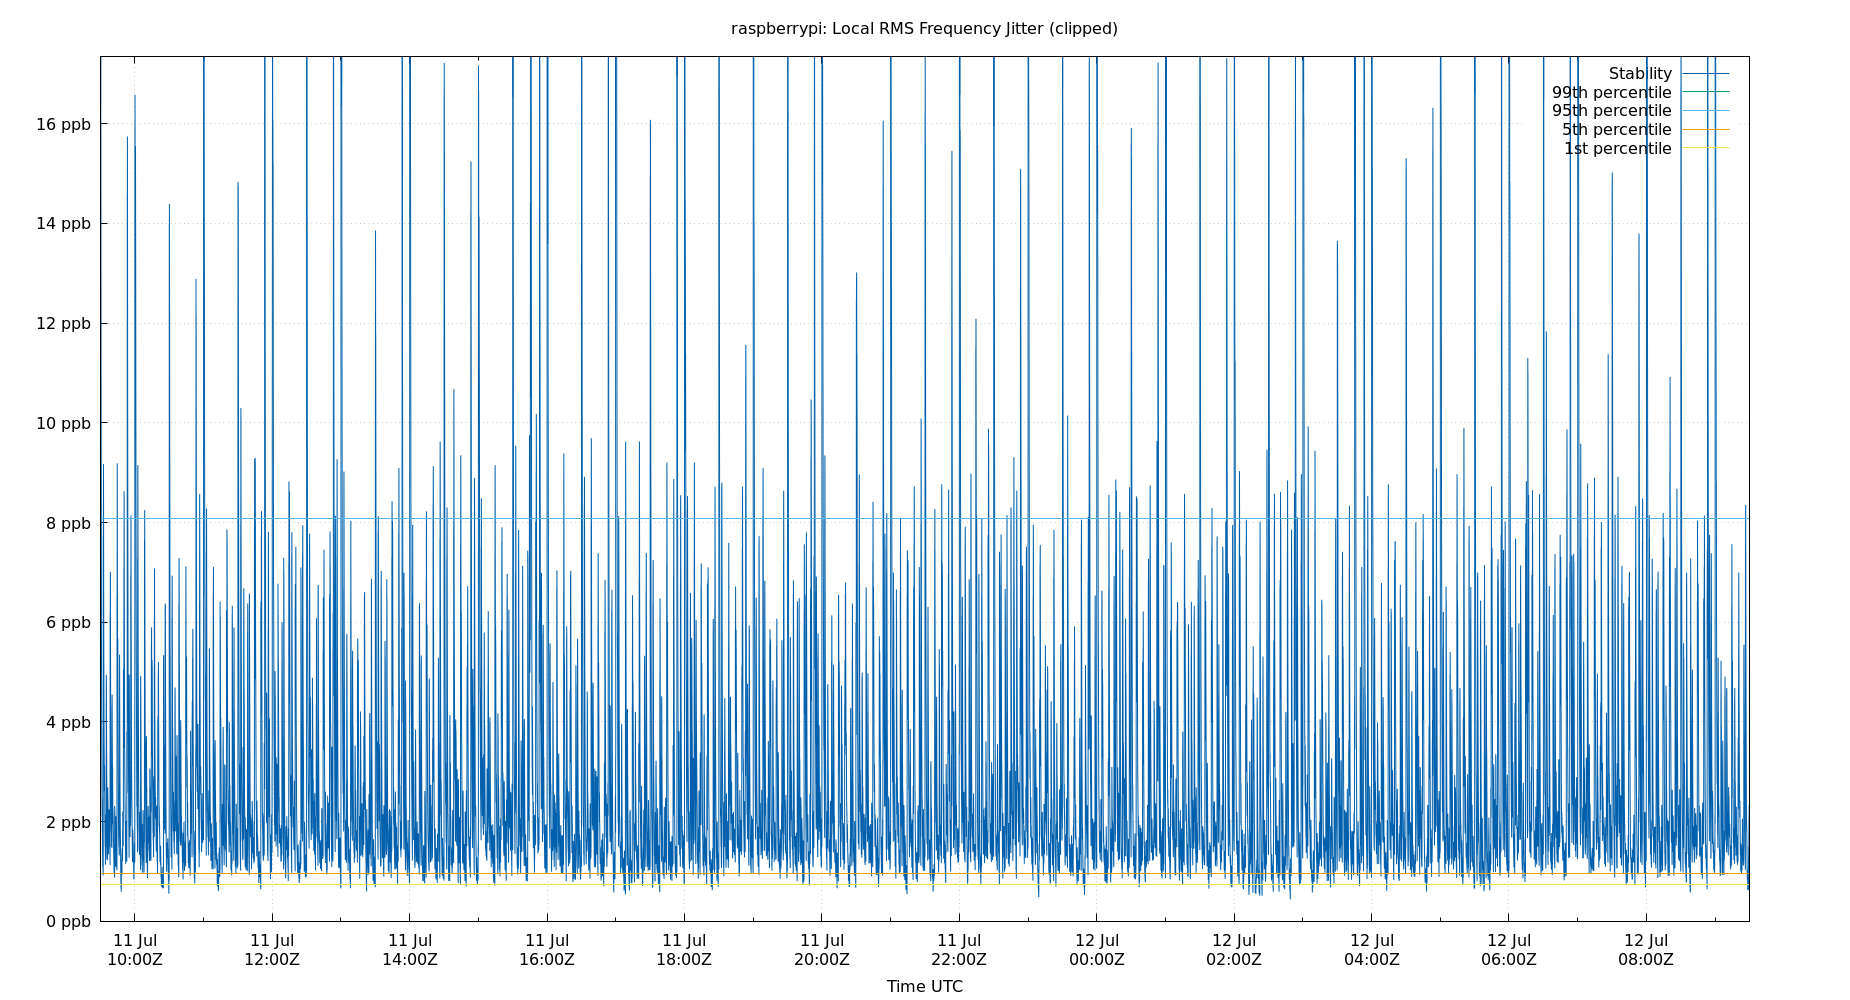 raspberrypi: Local RMS Frequency Jitter (clipped)
Stability
99th percentile
95th percentile
5th percentile
1st percentile
16 ppb
14 ppb
12 ppb
10 ppb
8 ppb
6 ppb
4 ppb
2 ppb
0 ppb
11 Jul 11 Jul 11 Jul 11 Jul 11 Jul 11 Jul 11 Jul 12 Jul 12 Jul 12 Jul 12 Jul 12 Jul
10:00Z 12:00Z 14:00Z 16:00Z 18:00Z 20:00Z 22:00Z 00:00Z 02:00Z 04:00Z 06:00Z 08:00Z
Time UTC